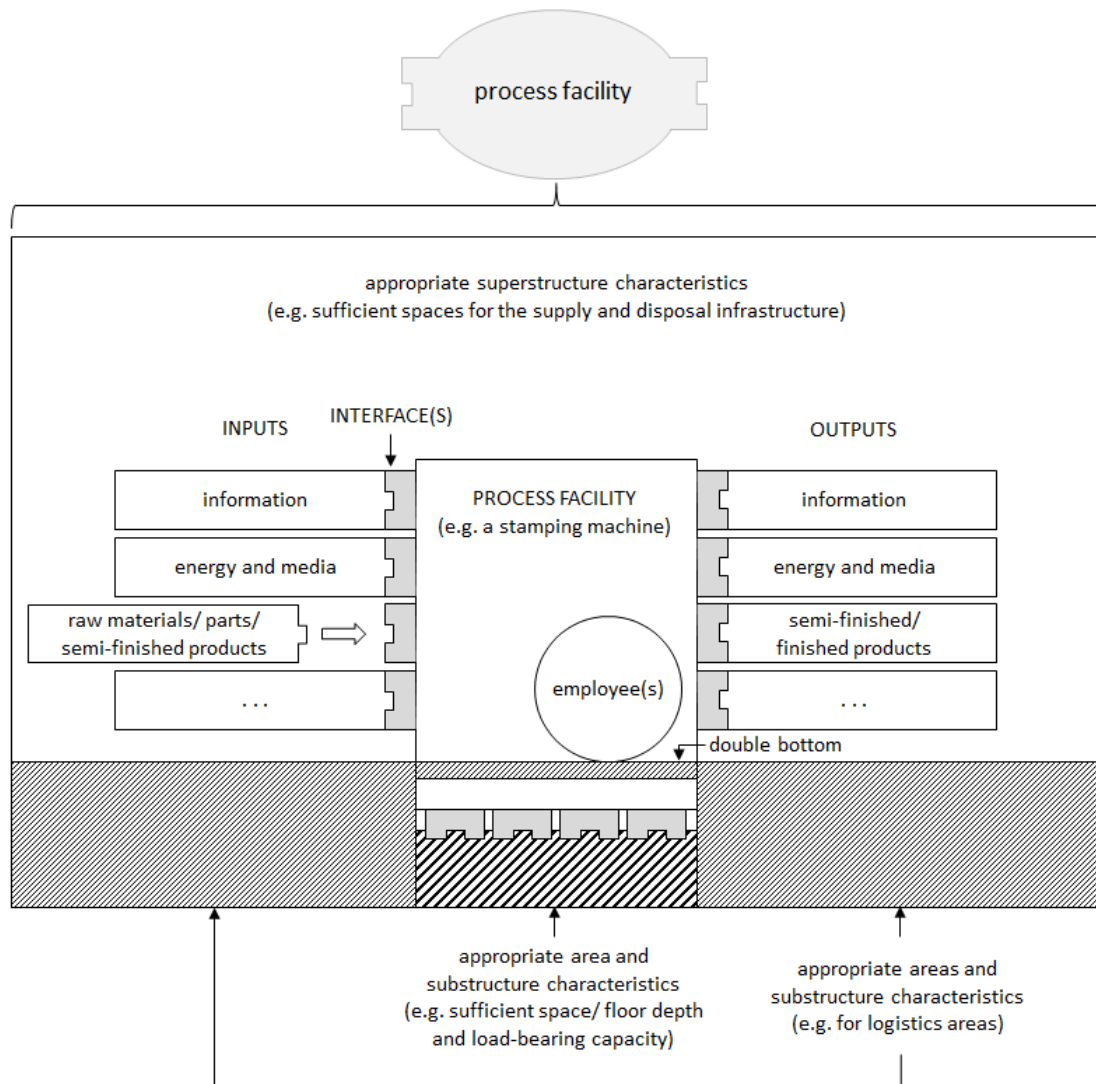 process facility
appropriate superstructure characteristics
(e.g. sufficient spaces for the supply and disposal infrastructure)
INPUTS
INTERFACE(S)
OUTPUTS
information
PROCESS FACILITY
(e.g. a stamping machine)
information
energy and media
energy and media
raw materials/ parts/
semi-finished products
semi-finished/
finished products
employee(s)
. . .
. . .
double bottom
appropriate area and
substructure characteristics
(e.g. sufficient space/ floor depth
and load-bearing capacity)
appropriate areas and
substructure characteristics
(e.g. for logistics areas)